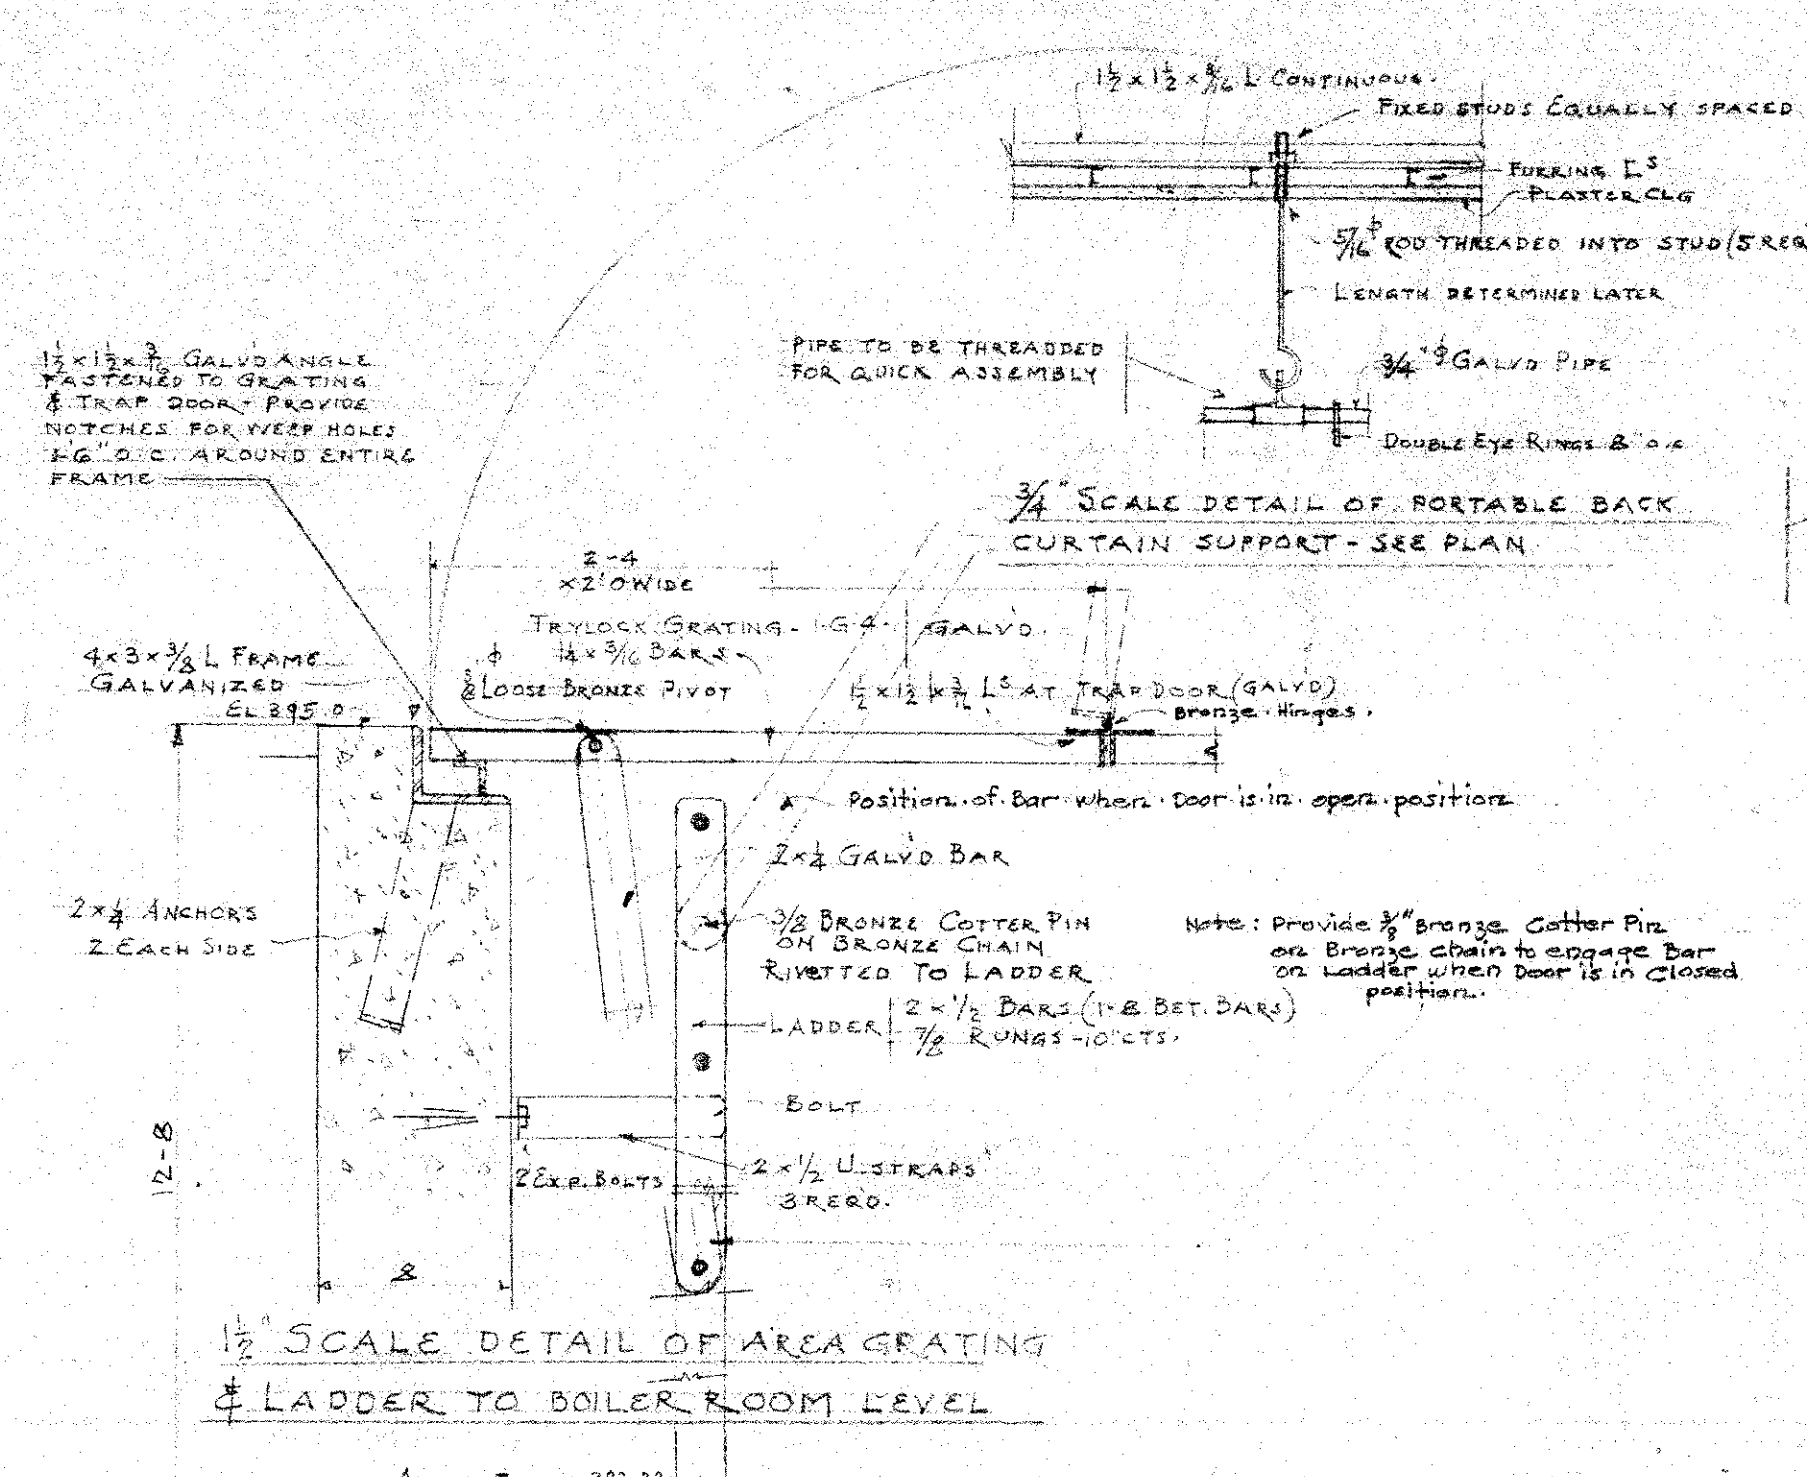 1½ x 1½ x 3/16 L CONTINUOUS.
FIXED STUDS EQUALLY SPACED
FURRING LS
PLASTER CLG
5/16 ϕ ROD THREADED INTO STUD (5 REQ
LENGTH DETERMINED LATER
PIPE TO BE THREADDED
FOR QUICK ASSEMBLY
3/4" ϕ GALVD PIPE
DOUBLE EYE RINGS 8" O.C
3/4" SCALE DETAIL OF PORTABLE BACK
CURTAIN SUPPORT - SEE PLAN
1½ x 1½ x 3/16 GALVD ANGLE
FASTENED TO GRATING
& TRAP DOOR - PROVIDE
NOTCHES FOR WEEP HOLES
1'-6" O.C. AROUND ENTIRE
FRAME
2-4
x 2'0 WIDE
TRYLOCK GRATING - 1-G 4. GALVD.
1¼ x 3/16 BARS
4 x 3 x 3/8 L FRAME
GALVANIZED
EL 395.0
ϕ
LOOSE BRONZE PIVOT
1½ x 1½ x 3/16 LS AT TRAP DOOR (GALVD)
Bronze Hinges.
Position of Bar when Door is in open position
2 x ¼ GALVD BAR
2 x ¼ ANCHORS
2 EACH SIDE
3/8 BRONZE COTTER PIN
ON BRONZE CHAIN
RIVETTED TO LADDER
Note: Provide 3/8" Bronze Cotter Pin
on Bronze chain to engage Bar
on Ladder when Door is in Closed
position.
LADDER
2 x 1/2 BARS (1-8 BET. BARS)
7/8 RUNGS - 10" CTS.
BOLT
12-8
2 EXP. BOLTS
2 x 1/2 U STRAPS
3 REQD.
8
1½" SCALE DETAIL OF AREA GRATING
& LADDER TO BOILER ROOM LEVEL